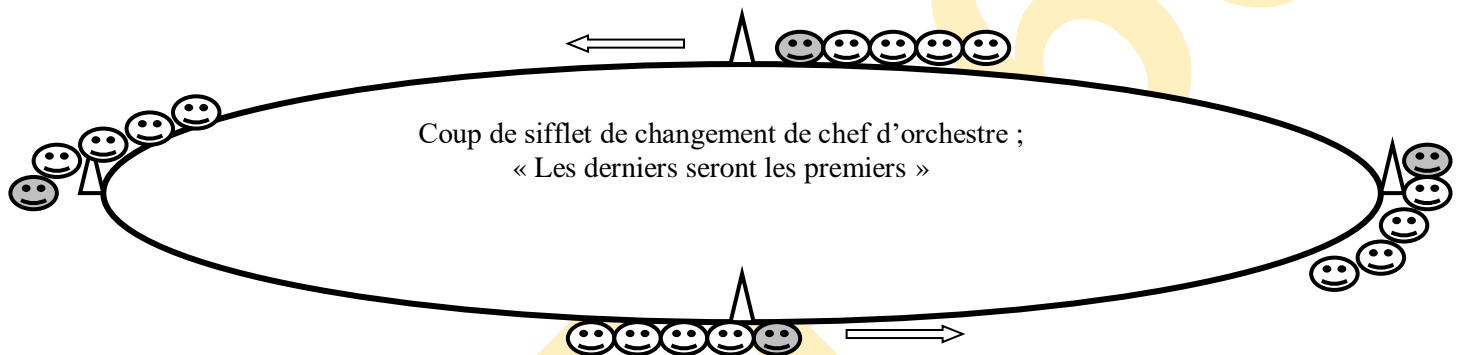 Coup de sifflet de changement de chef d’orchestre ;
« Les derniers seront les premiers »